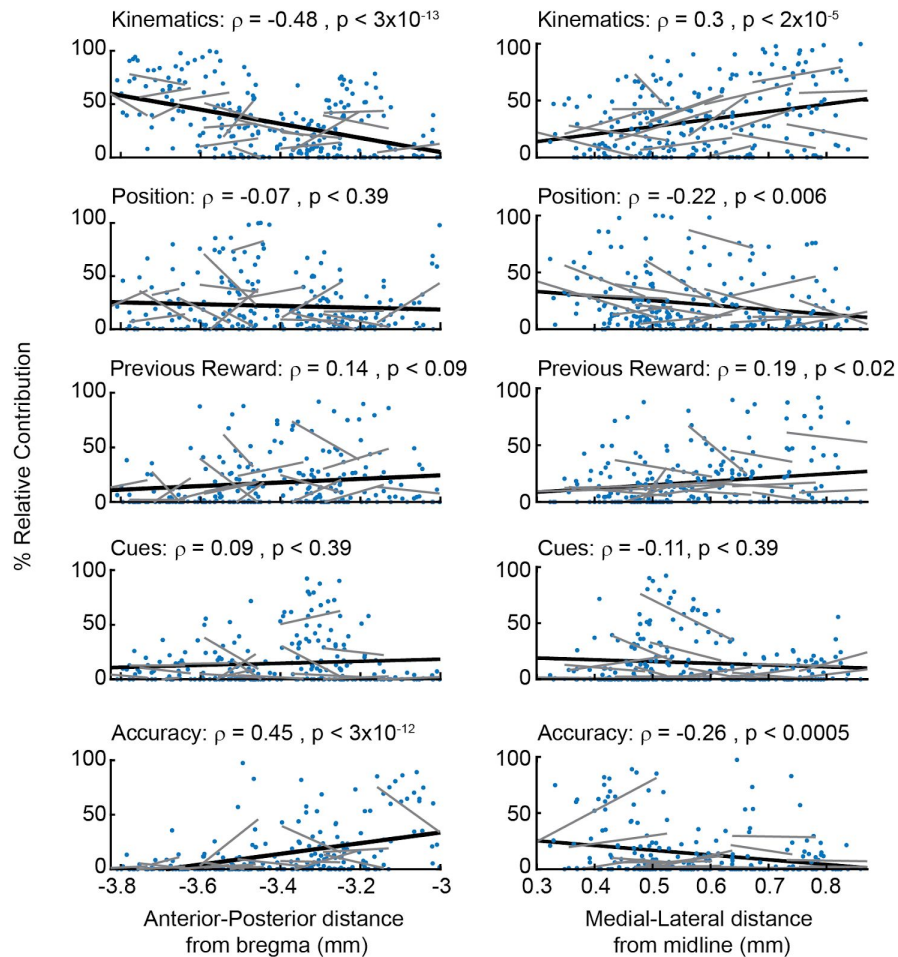 Kinematics: ρ = -0.48 , p < 3x10⁻¹³
Kinematics: ρ = 0.3 , p < 2x10⁻⁵
100
50
0
Position: ρ = -0.07 , p < 0.39
Position: ρ = -0.22 , p < 0.006
100
50
0
Previous Reward: ρ = 0.14 , p < 0.09
Previous Reward: ρ = 0.19 , p < 0.02
100
50
0
% Relative Contribution
Cues: ρ = 0.09 , p < 0.39
Cues: ρ = -0.11, p < 0.39
100
50
0
100
50
0
Accuracy: ρ = 0.45 , p < 3x10⁻¹²
Accuracy: ρ = -0.26 , p < 0.0005
100
50
0
100
50
0
-3.8 -3.6 -3.4 -3.2 -3
0.3 0.4 0.5 0.6 0.7 0.8
Anterior-Posterior distance
from bregma (mm)
Medial-Lateral distance
from midline (mm)
100
50
0
100
50
0
100
50
0